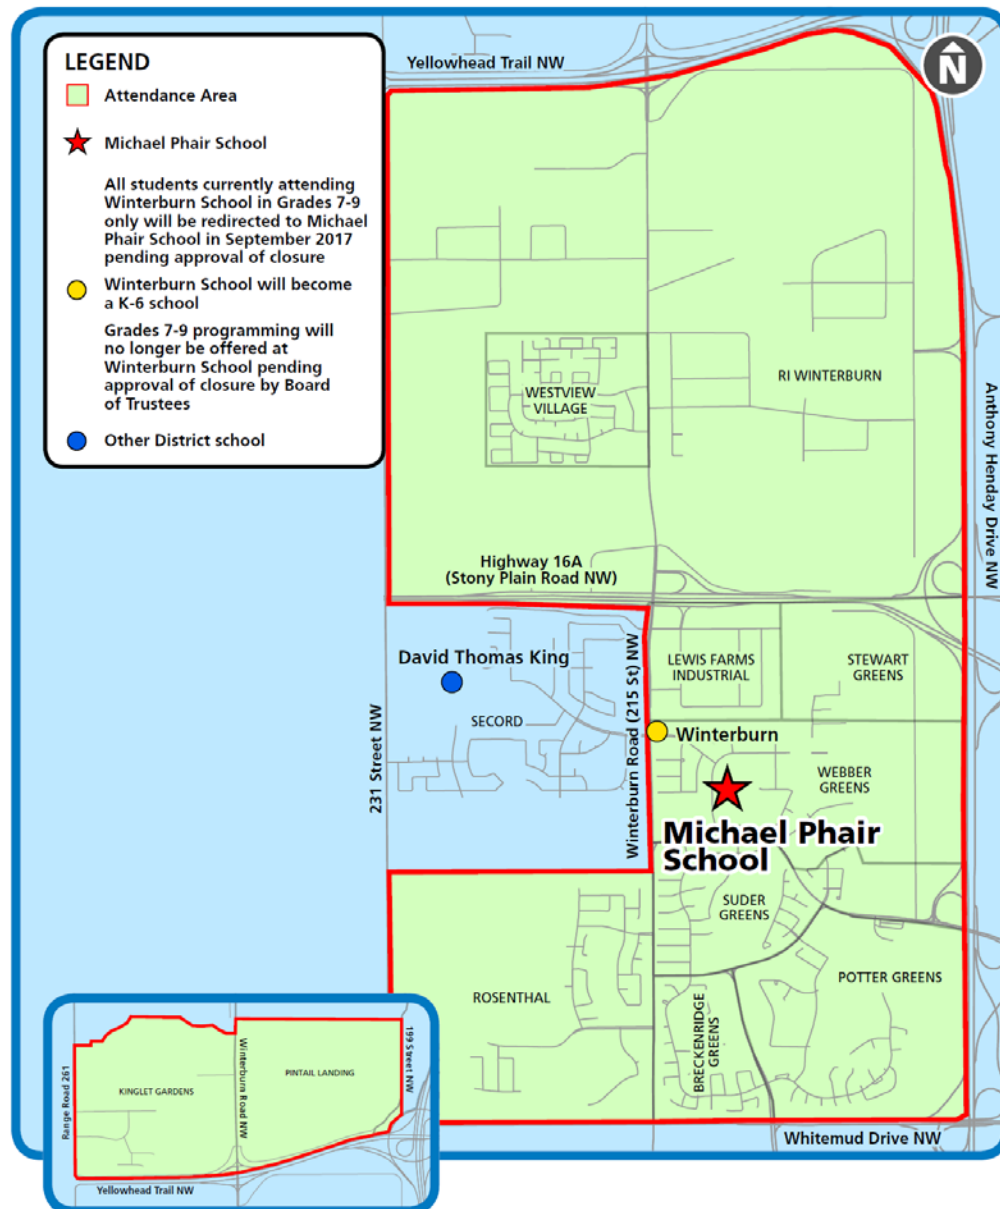 LEGEND
Attendance Area
Michael Phair School
All students currently attending
Winterburn School in Grades 7-9
only will be redirected to Michael
Phair School in September 2017
pending approval of closure
Winterburn School will become
a K-6 school
Grades 7-9 programming will
no longer be offered at
Winterburn School pending
approval of closure by Board
of Trustees
Other District school
Yellowhead Trail NW
N
WESTVIEW
VILLAGE
RI WINTERBURN
Anthony Henday Drive NW
Highway 16A
(Stony Plain Road NW)
David Thomas King
SECORD
231 Street NW
Winterburn Road (215 St) NW
LEWIS FARMS
INDUSTRIAL
STEWART
GREENS
Winterburn
WEBBER
GREENS
Michael Phair
School
SUDER
GREENS
ROSENTHAL
BRECKENRIDGE
GREENS
POTTER GREENS
Whitemud Drive NW
Range Road 261
KINGLET GARDENS
Winterburn Road NW
PINTAIL LANDING
199 Street NW
Yellowhead Trail NW